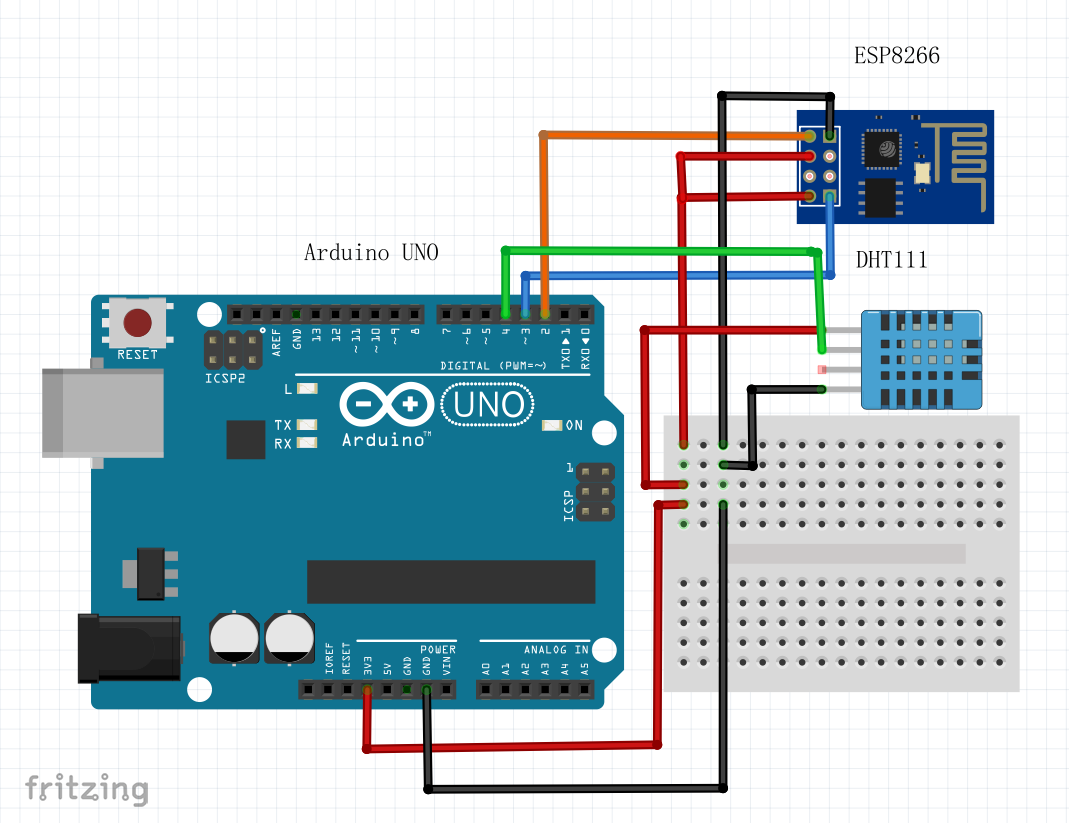 ESP8266
Arduino UNO
DHT111
RESET
ICSP2
AREF
GND
13
12
~11
~10
~9
8
7
~6
~5
4
~3
2
TX0▶1
RX0◀0
DIGITAL (PWM=~)
L
TX
RX
UNO
Arduino™
ON
1
ICSP
IOREF
RESET
3V3
5V
GND
GND
VIN
POWER
ANALOG IN
A0
A1
A2
A3
A4
A5
fritzing